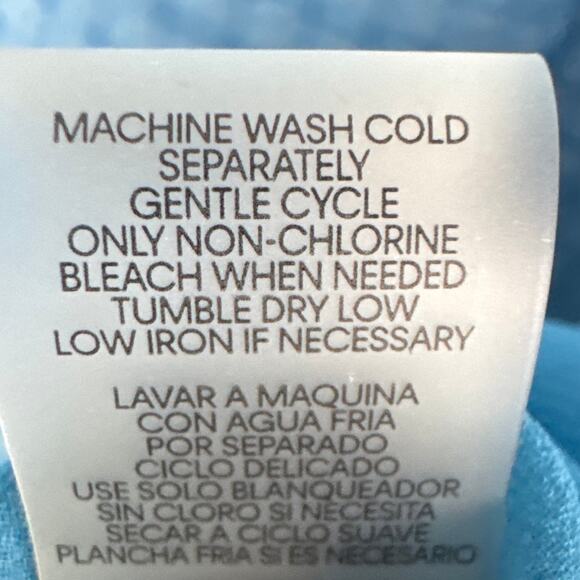 MACHINE WASH COLD
SEPARATELY
GENTLE CYCLE
ONLY NON-CHLORINE
BLEACH WHEN NEEDED
TUMBLE DRY LOW
LOW IRON IF NECESSARY
LAVAR A MAQUINA
CON AGUA FRIA
POR SEPARADO
CICLO DELICADO
USE SOLO BLANQUEADOR
SIN CLORO SI NECESITA
SECAR A CICLO SUAVE
PLANCHA FRIA SI ES NECESARIO